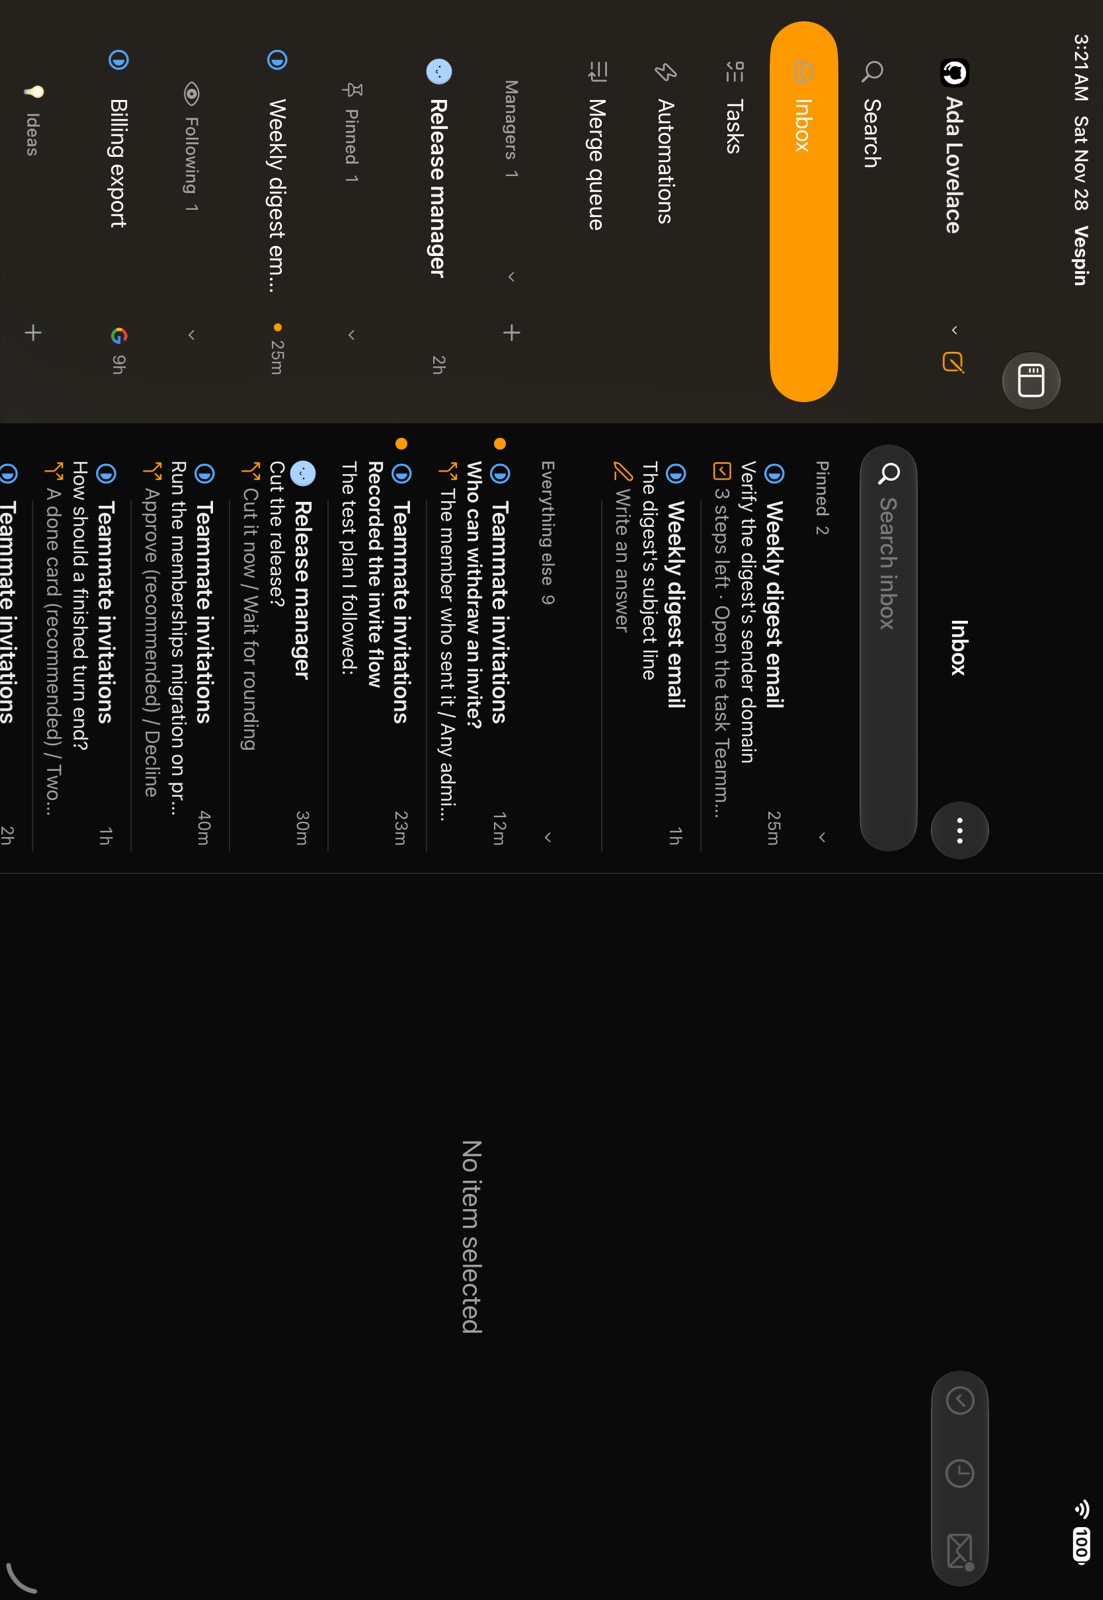 3:21 AM Sat Nov 28 Vespin
100
Ada Lovelace
Search
Inbox
Tasks
Automations
Merge queue
Managers 1
Release manager 2h
Pinned 1
Weekly digest em... 25m
Following 1
Billing export 9h
Ideas
Inbox
Search inbox
Pinned 2
Weekly digest email 25m
Verify the digest's sender domain
3 steps left · Open the task Teamm...
Weekly digest email 1h
The digest's subject line
Write an answer
Everything else 9
Teammate invitations 12m
Who can withdraw an invite?
The member who sent it / Any admi...
Teammate invitations 23m
Recorded the invite flow
The test plan I followed:
Release manager 30m
Cut the release?
Cut it now / Wait for rounding
Teammate invitations 40m
Run the memberships migration on pr...
Approve (recommended) / Decline
Teammate invitations 1h
How should a finished turn end?
A done card (recommended) / Two...
Teammate invitations 2h
No item selected